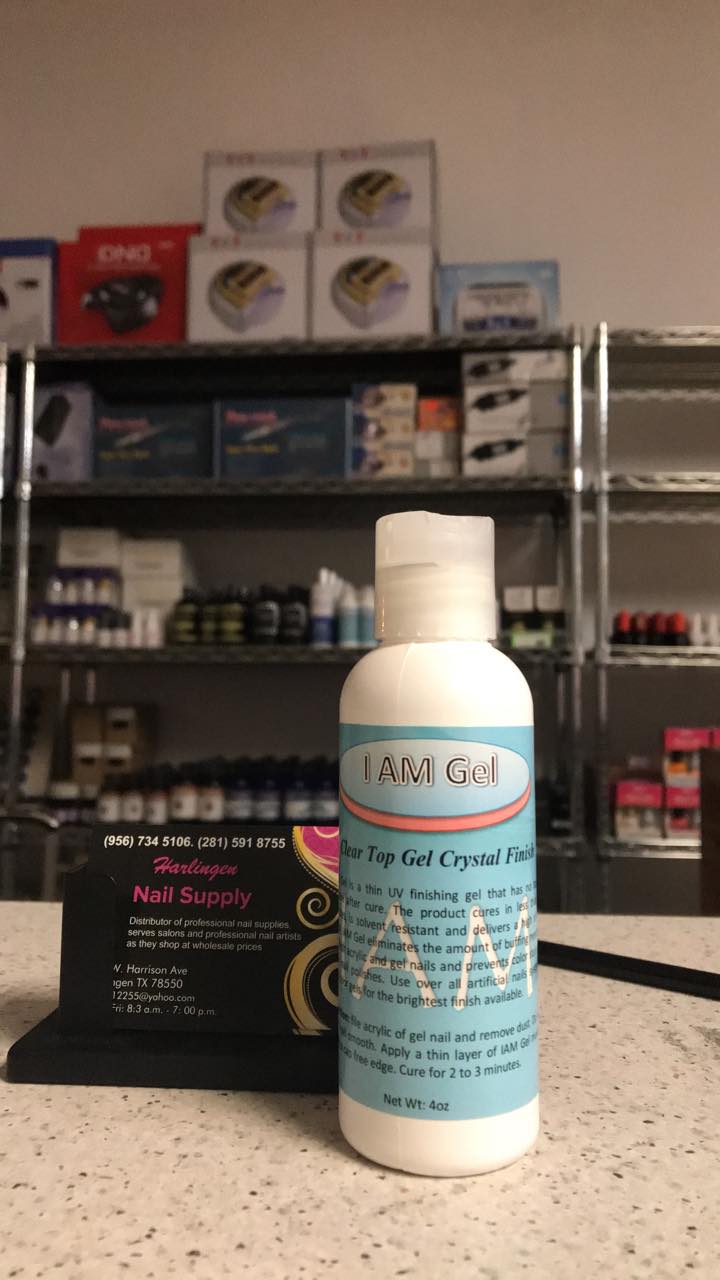 DND
(956) 734 5106. (281) 591 8755
Harlingen
Nail Supply
Distributor of professional nail supplies,
serves salons and professional nail artists
as they shop at wholesale prices
W. Harrison Ave
gen TX 78550
12255@yahoo.com
Fri: 8:3 a.m. - 7: 00 p.m.
I AM Gel
Clear Top Gel Crystal Finish
is a thin UV finishing gel that has no
after cure. The product cures in less
solvent resistant and delivers a
AM Gel eliminates the amount of buffing
acrylic and gel nails and prevents color
polishes. Use over all artificial nails
gels for the brightest finish available.
file acrylic of gel nail and remove dust.
smooth. Apply a thin layer of IAM Gel
free edge. Cure for 2 to 3 minutes.
Net Wt: 4oz
I AM